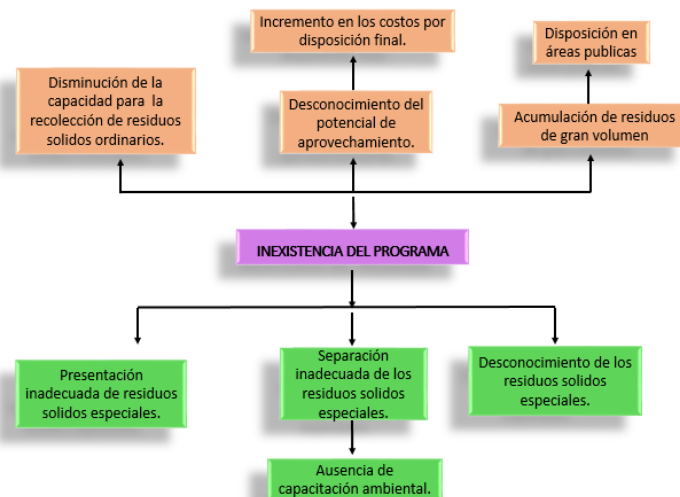 Incremento en los costos por
disposición final.
Disposición en
áreas publicas
Disminución de la
capacidad para la
recolección de residuos
solidos ordinarios.
Desconocimiento del
potencial de
aprovechamiento.
Acumulación de residuos
de gran volumen
INEXISTENCIA DEL PROGRAMA
Presentación
inadecuada de residuos
solidos especiales.
Separación
inadecuada de los
residuos solidos
especiales.
Desconocimiento de los
residuos solidos
especiales.
Ausencia de
capacitación ambiental.